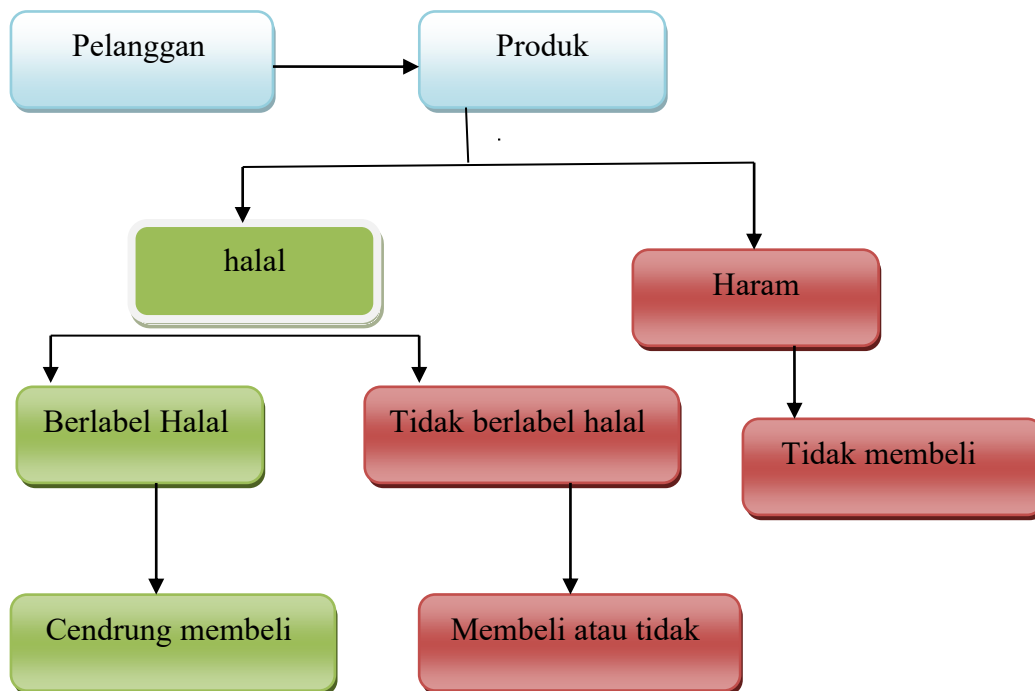 Pelanggan
Produk
halal
Haram
Berlabel Halal
Tidak berlabel halal
Tidak membeli
Cendrung membeli
Membeli atau tidak